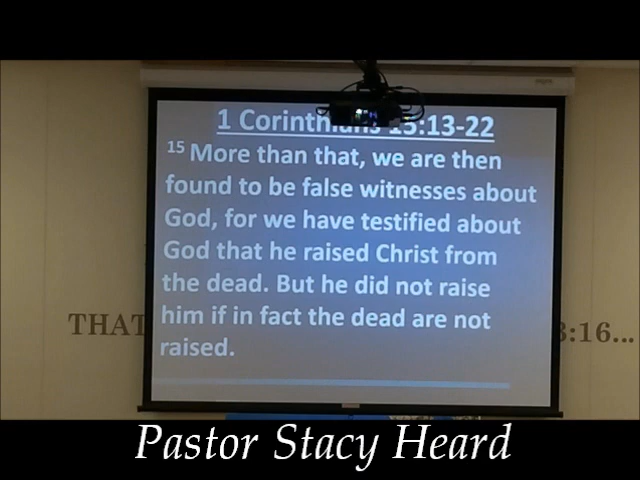 1 Corinthians 15:13-22
15 More than that, we are then
found to be false witnesses about
God, for we have testified about
God that he raised Christ from
the dead. But he did not raise
him if in fact the dead are not
raised.
THAT
3:16...
Pastor Stacy Heard